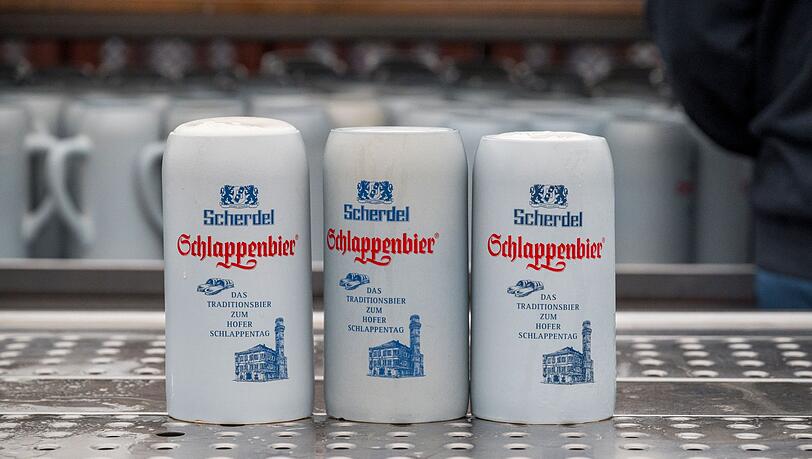 Scherdel
Schlappenbier®
DAS
TRADITIONSBIER
ZUM
HOFER
SCHLAPPENTAG
Scherdel
Schlappenbier®
DAS
TRADITIONSBIER
ZUM
HOFER
SCHLAPPENTAG
Scherdel
Schlappenbier®
DAS
TRADITIONSBIER
ZUM
HOFER
SCHLAPPENTAG